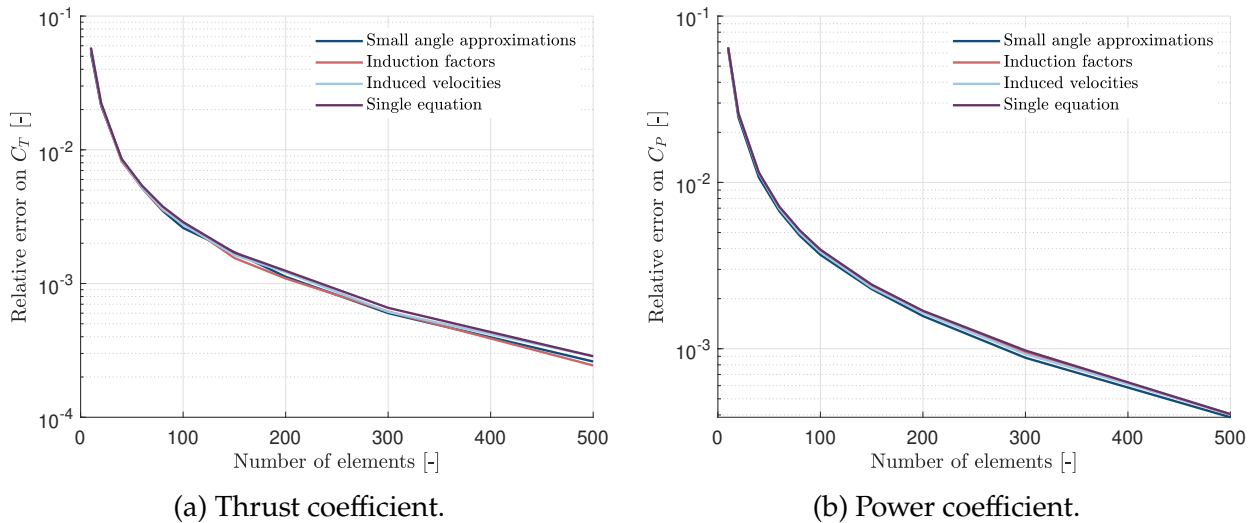 10^-1
10^-2
10^-3
10^-4
Relative error on C_T [-]
Small angle approximations
Induction factors
Induced velocities
Single equation
0 100 200 300 400 500
Number of elements [-]
(a) Thrust coefficient.
10^-1
10^-2
10^-3
Relative error on C_P [-]
Small angle approximations
Induction factors
Induced velocities
Single equation
0 100 200 300 400 500
Number of elements [-]
(b) Power coefficient.